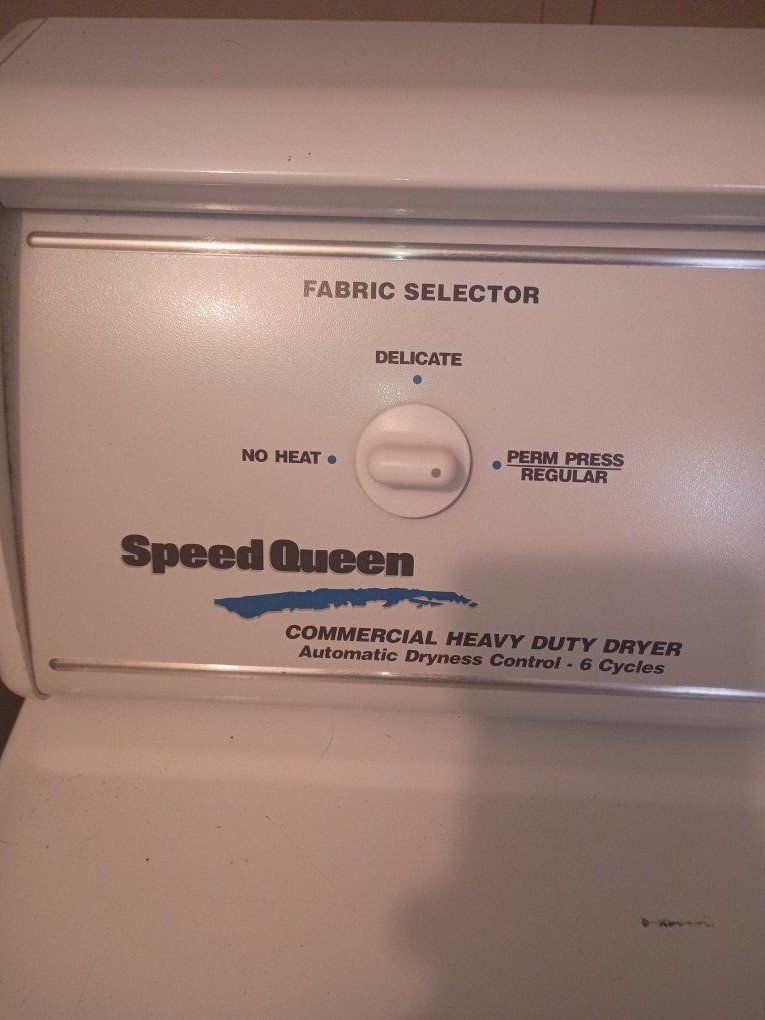 FABRIC SELECTOR
DELICATE
NO HEAT
PERM PRESS
REGULAR
Speed Queen
COMMERCIAL HEAVY DUTY DRYER
Automatic Dryness Control - 6 Cycles